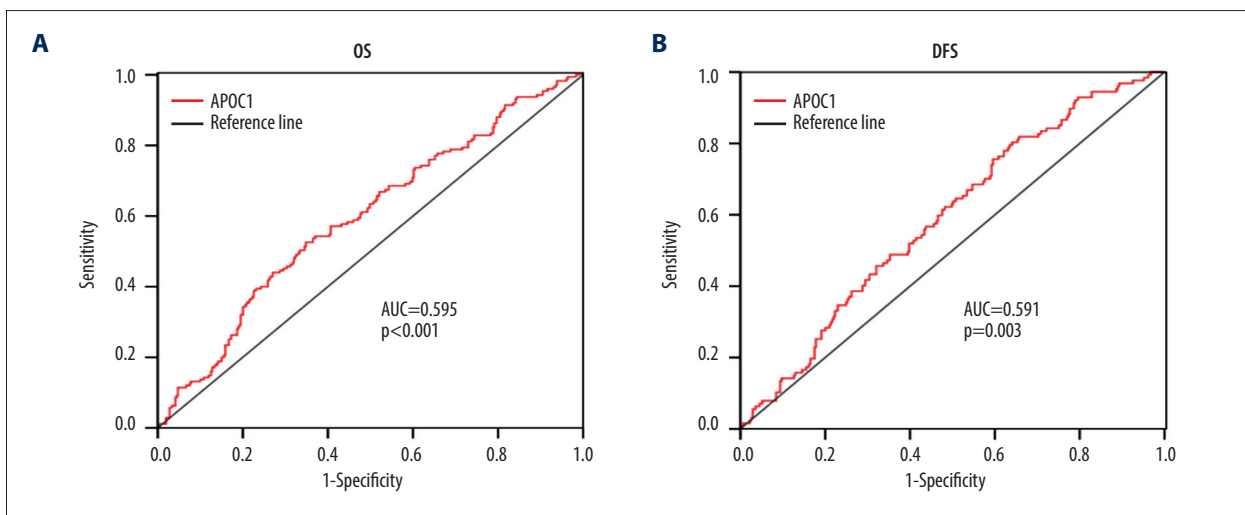 A
OS
1.0
0.8
0.6
0.4
0.2
0.0
Sensitivity
APOC1
Reference line
AUC=0.595
p<0.001
0.0 0.2 0.4 0.6 0.8 1.0
1-Specificity
B
DFS
1.0
0.8
0.6
0.4
0.2
0.0
Sensitivity
APOC1
Reference line
AUC=0.591
p=0.003
0.0 0.2 0.4 0.6 0.8 1.0
1-Specificity